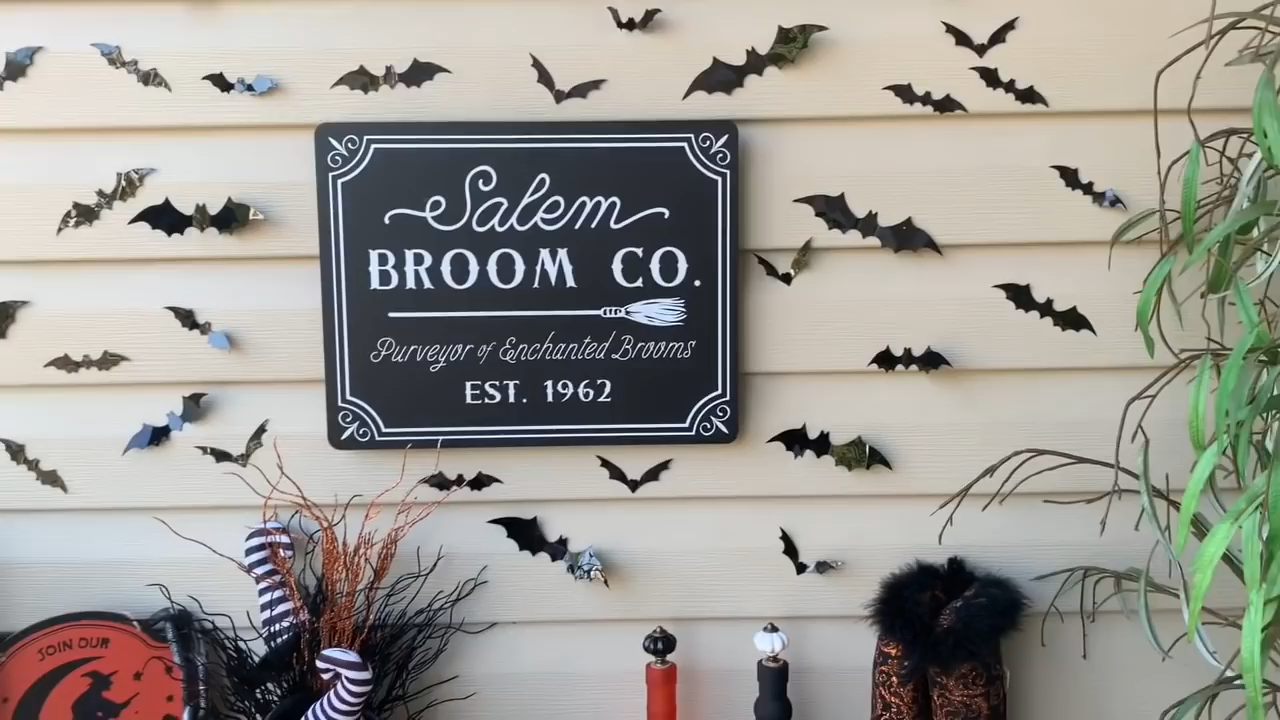 Salem
BROOM CO.
Purveyor of Enchanted Brooms
EST. 1962
JOIN OUR